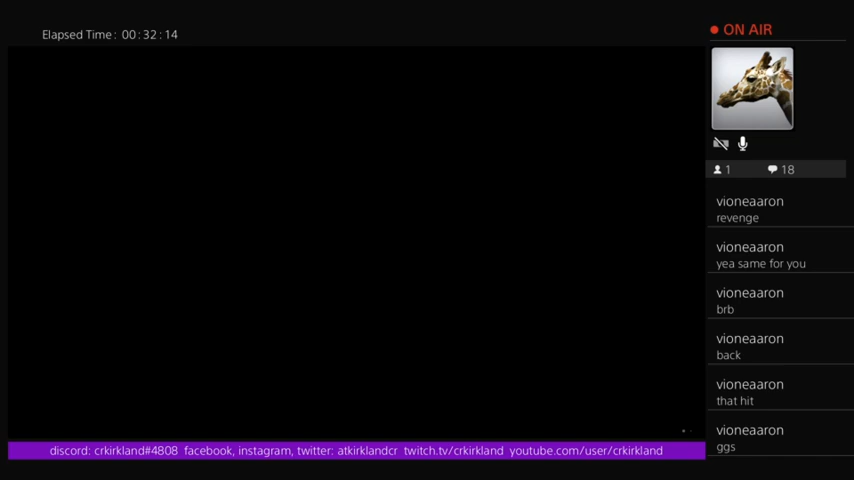 Elapsed Time: 00:32:14
ON AIR
1 18
vioneaaron
revenge
vioneaaron
yea same for you
vioneaaron
brb
vioneaaron
back
vioneaaron
that hit
vioneaaron
ggs
discord: crkirkland#4808 facebook, instagram, twitter: atkirklandcr twitch.tv/crkirkland youtube.com/user/crkirkland